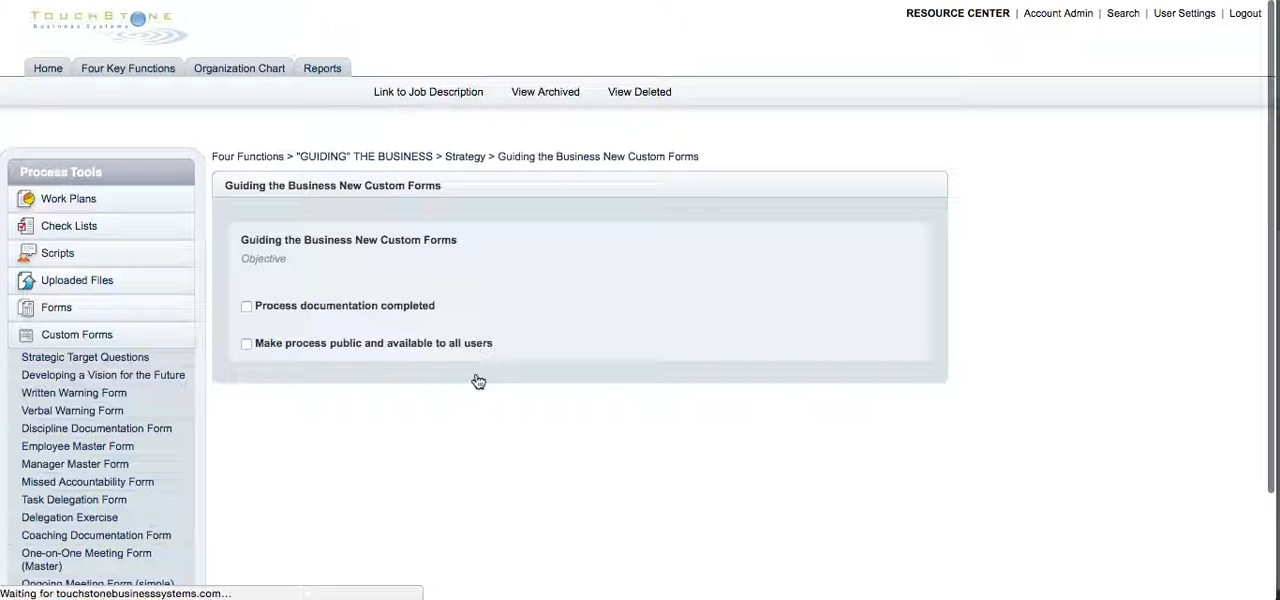 TOUCHSTONE
Business Systems
RESOURCE CENTER | Account Admin | Search | User Settings | Logout
Home Four Key Functions Organization Chart Reports
Link to Job Description View Archived View Deleted
Four Functions > "GUIDING" THE BUSINESS > Strategy > Guiding the Business New Custom Forms
Process Tools
Work Plans
Check Lists
Scripts
Uploaded Files
Forms
Custom Forms
Strategic Target Questions
Developing a Vision for the Future
Written Warning Form
Verbal Warning Form
Discipline Documentation Form
Employee Master Form
Manager Master Form
Missed Accountability Form
Task Delegation Form
Delegation Exercise
Coaching Documentation Form
One-on-One Meeting Form
(Master)
Ongoing Meeting Form (simple)
Guiding the Business New Custom Forms
Guiding the Business New Custom Forms
Objective
Process documentation completed
Make process public and available to all users
Waiting for touchstonebusinesssystems.com...